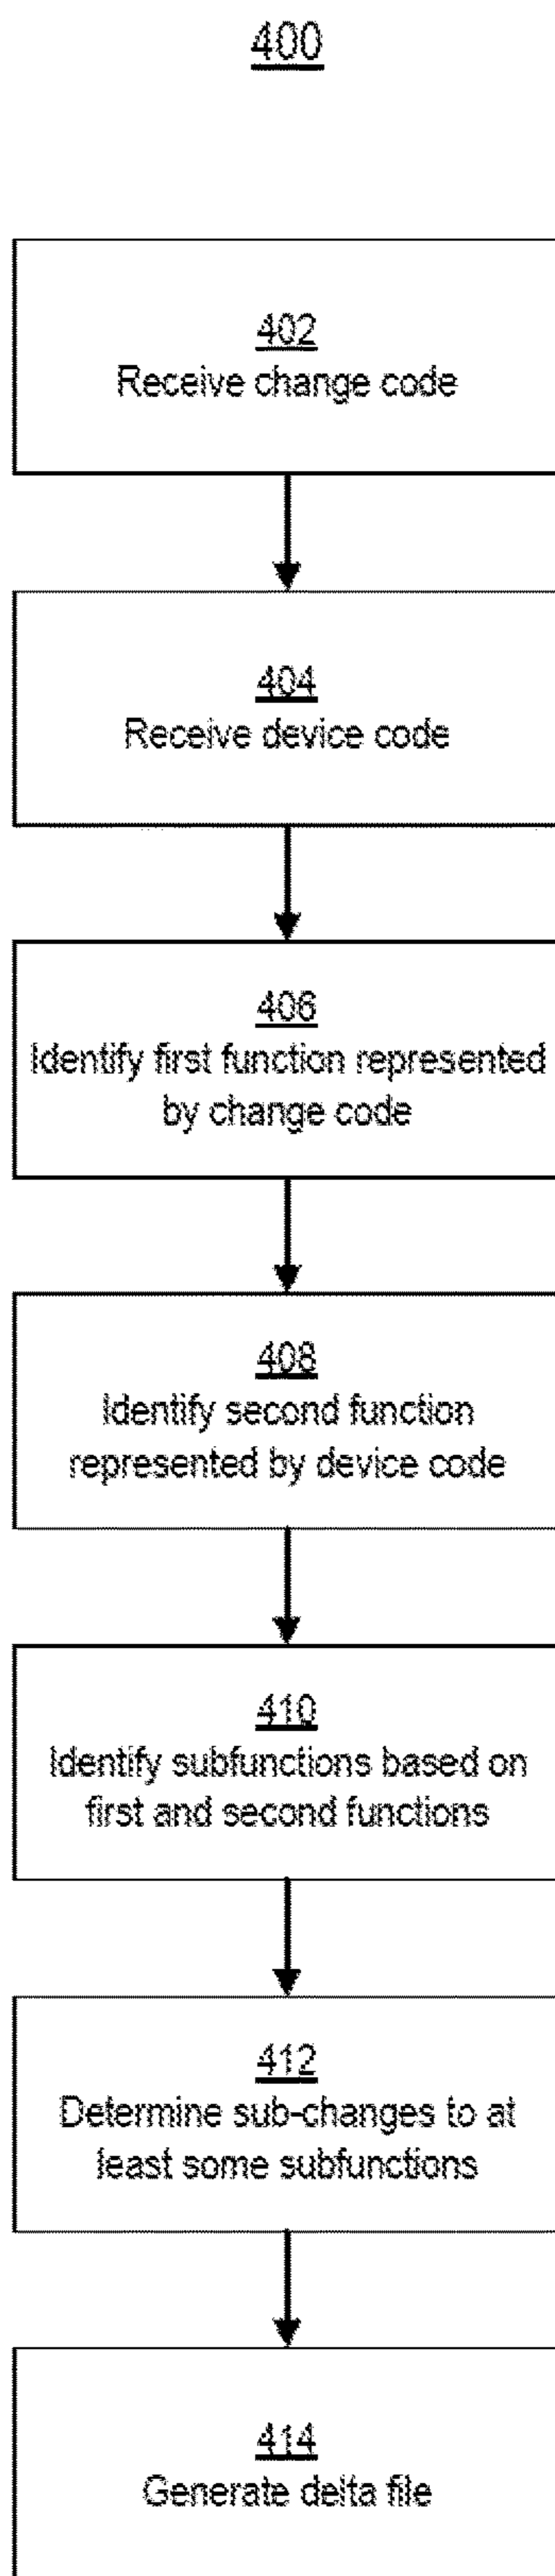 400
402
Receive change code
404
Receive device code
406
Identify first function represented
by change code
408
Identify second function
represented by device code
410
Identify subfunctions based on
first and second functions
412
Determine sub-changes to at
least some subfunctions
414
Generate delta file